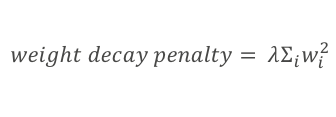 weight decay penalty = λΣᵢwᵢ²